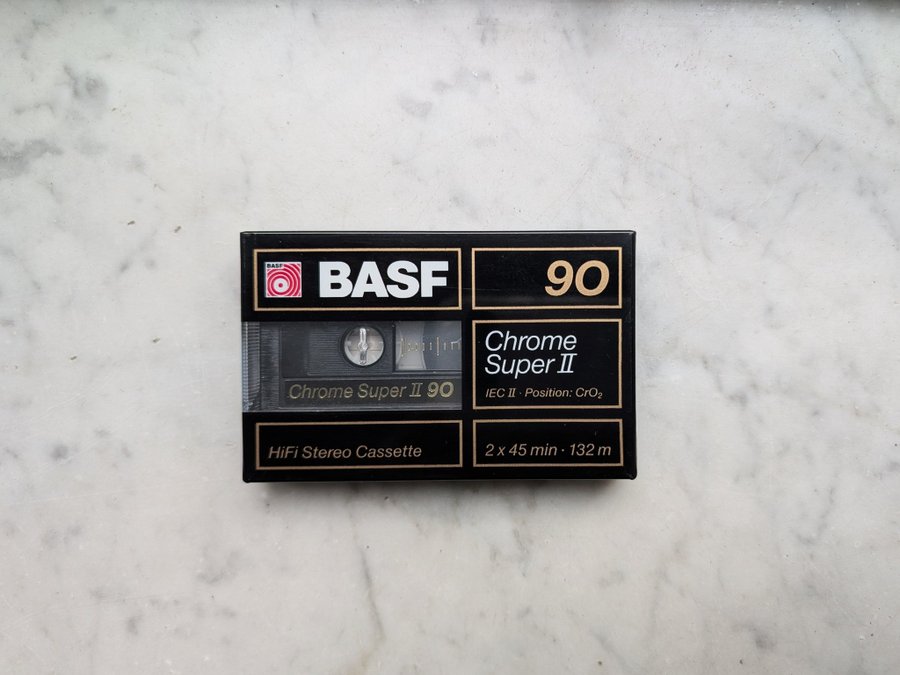 BASF
BASF
90
Chrome
Super II
IEC II · Position: CrO₂
Chrome Super II 90
HiFi Stereo Cassette
2 x 45 min · 132 m